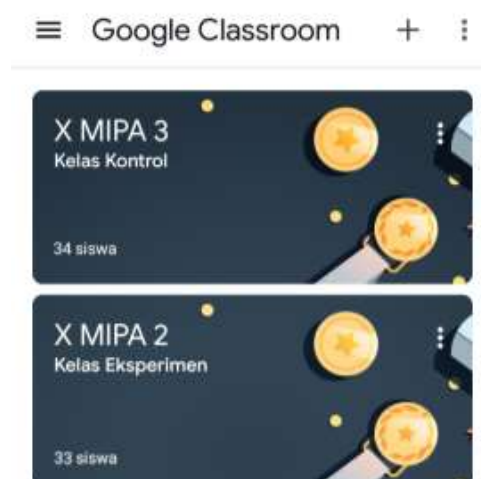 Google Classroom
X MIPA 3
Kelas Kontrol
34 siswa
X MIPA 2
Kelas Eksperimen
33 siswa